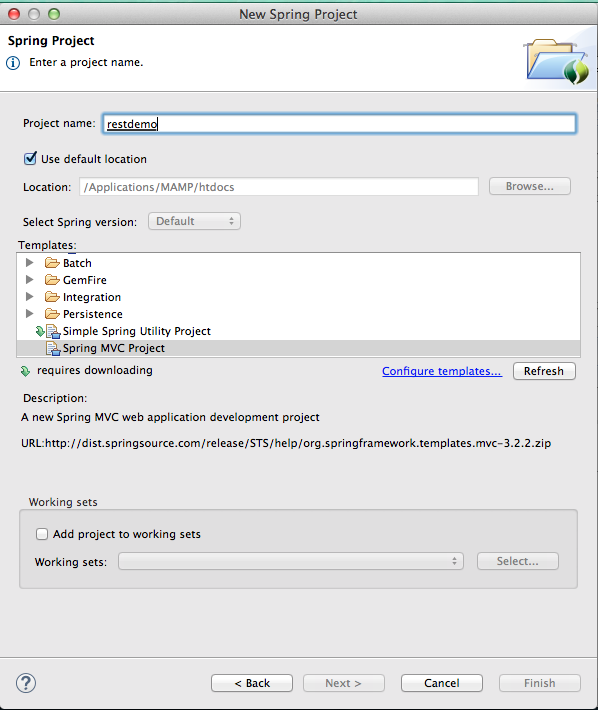 New Spring Project
Spring Project
Enter a project name.
Project name: restdemo
Use default location
Location: /Applications/MAMP/htdocs Browse...
Select Spring version: Default
Templates:
Batch
GemFire
Integration
Persistence
Simple Spring Utility Project
Spring MVC Project
requires downloading Configure templates... Refresh
Description:
A new Spring MVC web application development project
URL:http://dist.springsource.com/release/STS/help/org.springframework.templates.mvc-3.2.2.zip
Working sets
Add project to working sets
Working sets: Select...
? < Back Next > Cancel Finish